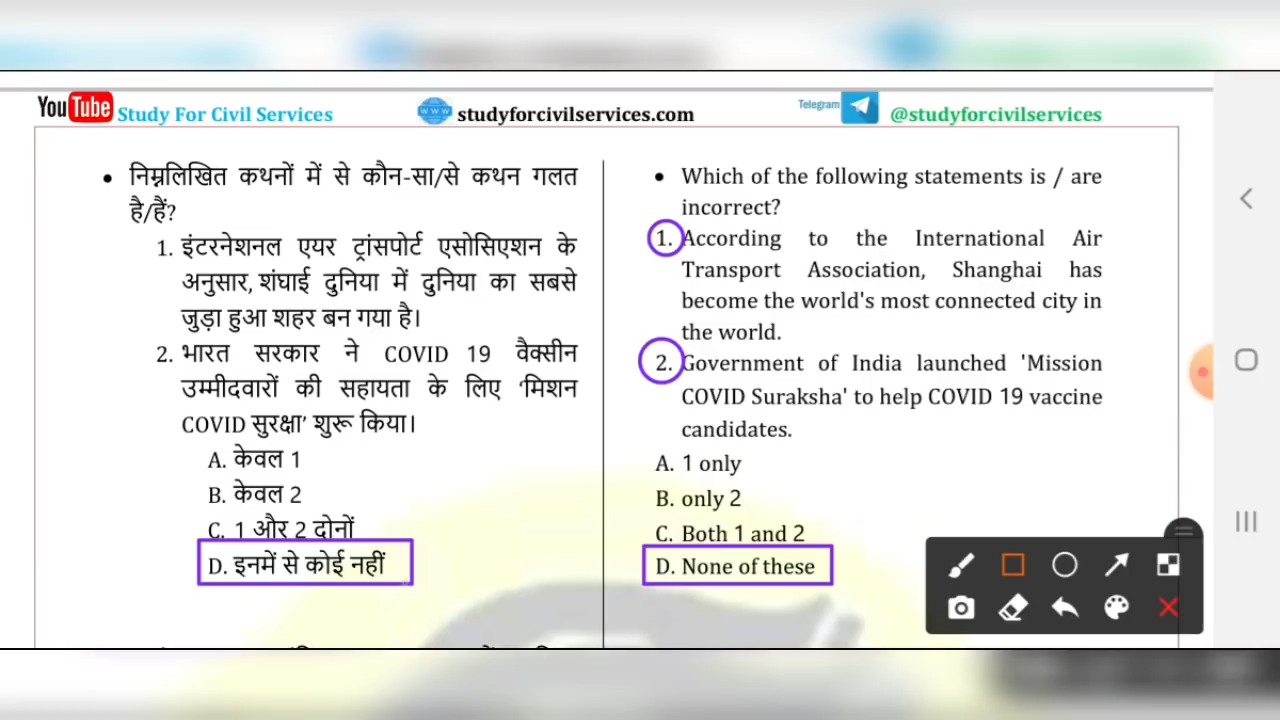 YouTube Study For Civil Services
www studyforcivilservices.com
Telegram @studyforcivilservices
• निम्नलिखित कथनों में से कौन-सा/से कथन गलत
है/हैं?
1. इंटरनेशनल एयर ट्रांसपोर्ट एसोसिएशन के
अनुसार, शंघाई दुनिया में दुनिया का सबसे
जुड़ा हुआ शहर बन गया है।
2. भारत सरकार ने COVID 19 वैक्सीन
उम्मीदवारों की सहायता के लिए ‘मिशन
COVID सुरक्षा’ शुरू किया।
A. केवल 1
B. केवल 2
C. 1 और 2 दोनों
D. इनमें से कोई नहीं
• Which of the following statements is / are
incorrect?
1. According to the International Air
Transport Association, Shanghai has
become the world's most connected city in
the world.
2. Government of India launched 'Mission
COVID Suraksha' to help COVID 19 vaccine
candidates.
A. 1 only
B. only 2
C. Both 1 and 2
D. None of these